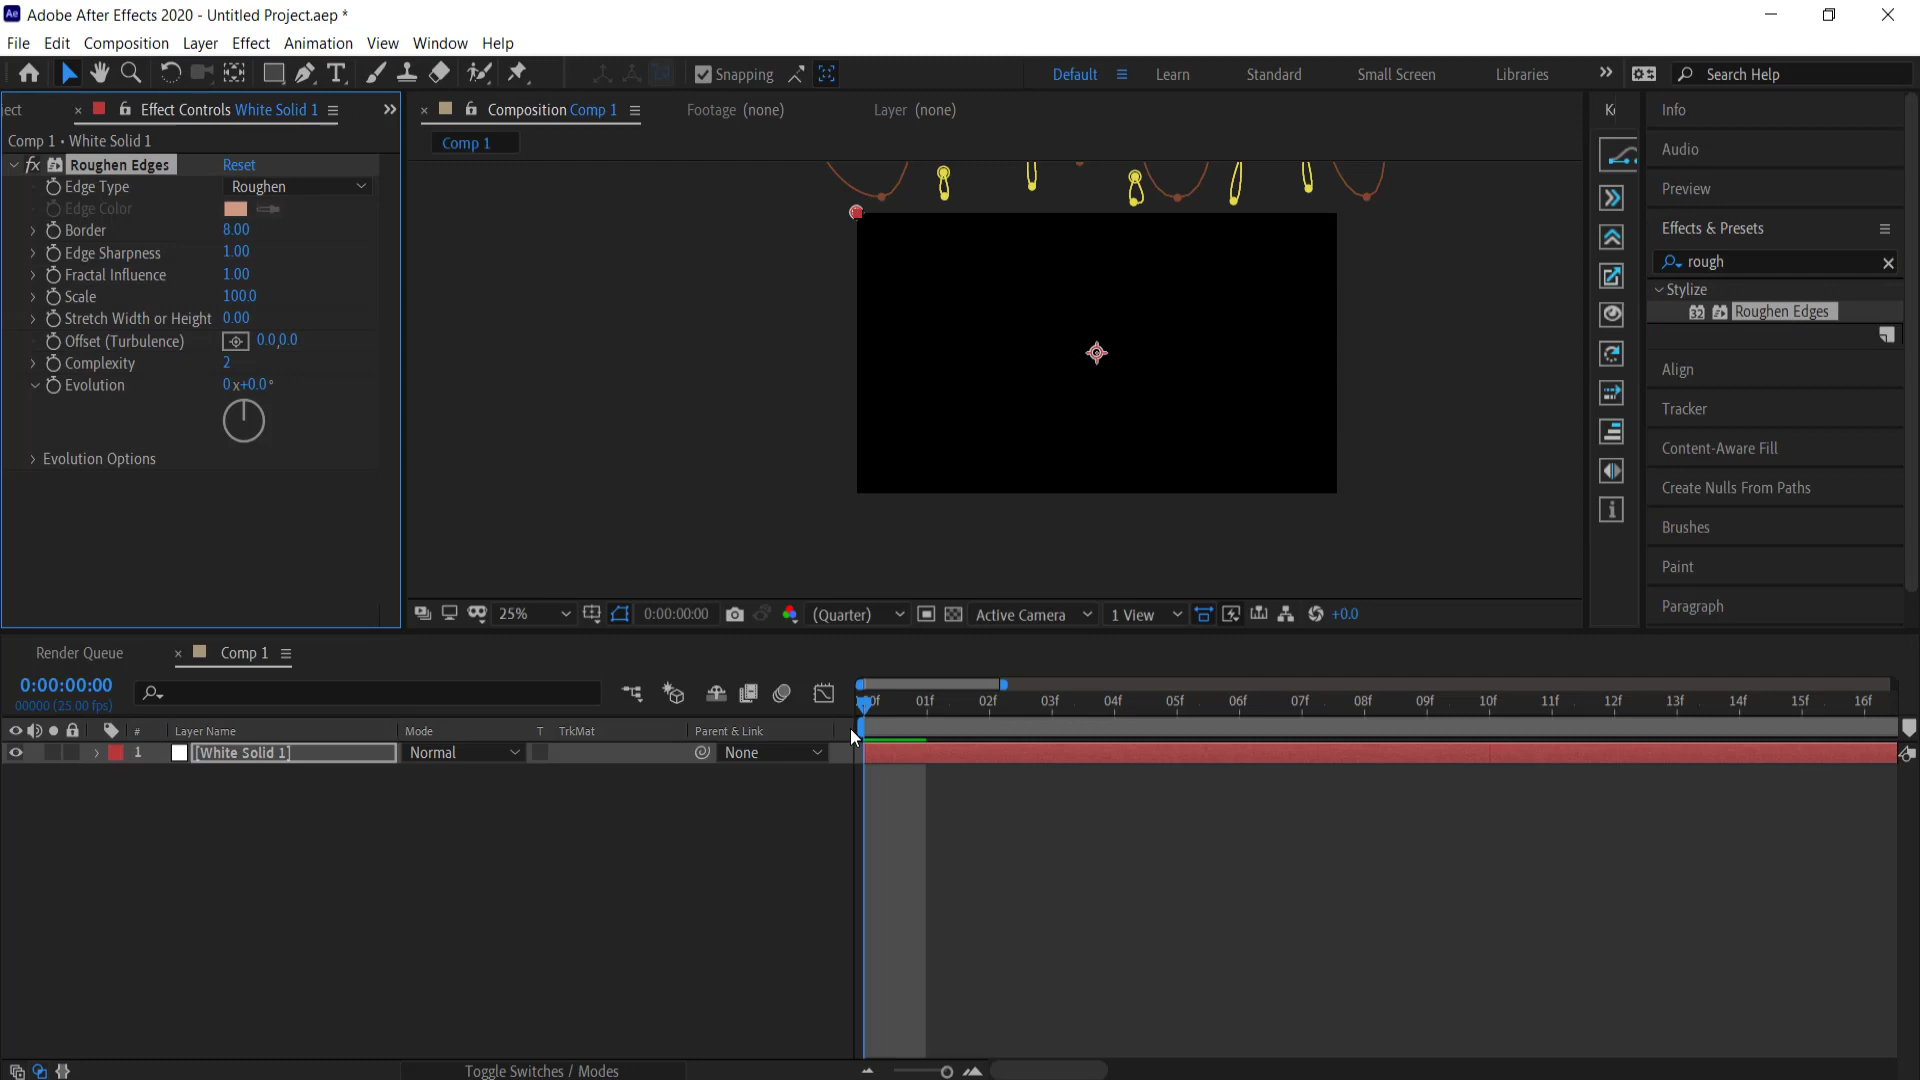 Adobe After Effects 2020 - Untitled Project.aep *
File Edit Composition Layer Effect Animation View Window Help
Snapping Default Learn Standard Small Screen Libraries Search Help
ject Effect Controls White Solid 1
Composition Comp 1 Footage (none) Layer (none)
Info
Comp 1 • White Solid 1
Comp 1
Audio
Roughen Edges Reset
Edge Type Roughen
Preview
Edge Color
Border 8.00
Effects & Presets
Edge Sharpness 1.00
rough
Fractal Influence 1.00
Stylize
Scale 100.0
32 Roughen Edges
Stretch Width or Height 0.00
Offset (Turbulence) 0.0,0.0
Complexity 2
Align
Evolution 0x+0.0°
Tracker
Content-Aware Fill
Evolution Options
Create Nulls From Paths
Brushes
Paint
Paragraph
25% 0:00:00:00 (Quarter) Active Camera 1 View +0.0
Render Queue Comp 1
0:00:00:00
00000 (25.00 fps)
01f 02f 03f 04f 05f 06f 07f 08f 09f 10f 11f 12f 13f 14f 15f 16f
# Layer Name Mode T TrkMat Parent & Link
1 [White Solid 1] Normal None
Toggle Switches / Modes